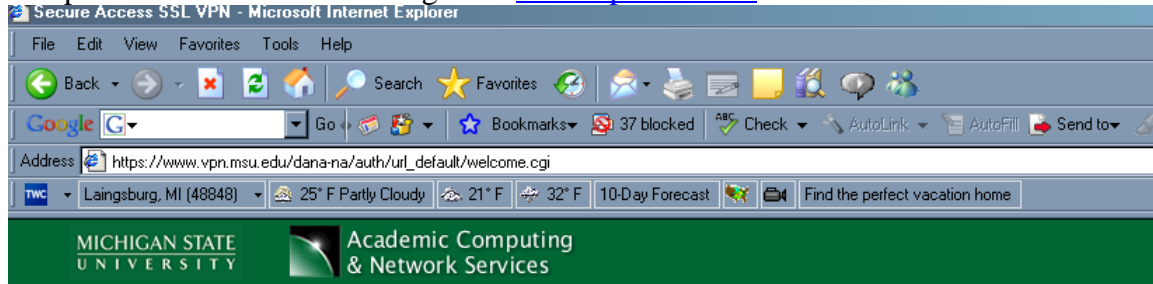 Secure Access SSL VPN - Microsoft Internet Explorer
File Edit View Favorites Tools Help
Back Search Favorites
Google G Go Bookmarks 37 blocked ABC Check AutoLink AutoFill Send to
Address https://www.vpn.msu.edu/dana-na/auth/url_default/welcome.cgi
TWC Laingsburg, MI (48848) 25° F Partly Cloudy 21° F 32° F 10-Day Forecast Find the perfect vacation home
MICHIGAN STATE
UNIVERSITY
Academic Computing
& Network Services